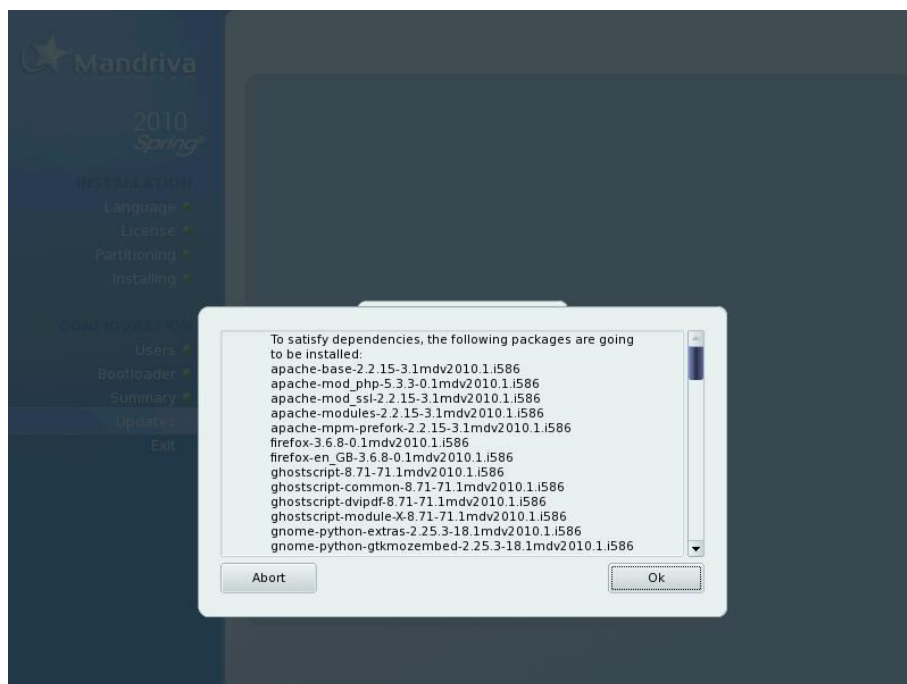 Mandriva
2010
Spring
INSTALLATION
Language
License
Partitioning
Installing
CONFIGURATION
Users
Bootloader
Summary
Updates
Exit
To satisfy dependencies, the following packages are going
to be installed:
apache-base-2.2.15-3.1mdv2010.1.i586
apache-mod_php-5.3.3-0.1mdv2010.1.i586
apache-mod_ssl-2.2.15-3.1mdv2010.1.i586
apache-modules-2.2.15-3.1mdv2010.1.i586
apache-mpm-prefork-2.2.15-3.1mdv2010.1.i586
firefox-3.6.8-0.1mdv2010.1.i586
firefox-en_GB-3.6.8-0.1mdv2010.1.i586
ghostscript-8.71-71.1mdv2010.1.i586
ghostscript-common-8.71-71.1mdv2010.1.i586
ghostscript-dvipdf-8.71-71.1mdv2010.1.i586
ghostscript-module-X-8.71-71.1mdv2010.1.i586
gnome-python-extras-2.25.3-18.1mdv2010.1.i586
gnome-python-gtkmozembed-2.25.3-18.1mdv2010.1.i586
Abort
Ok